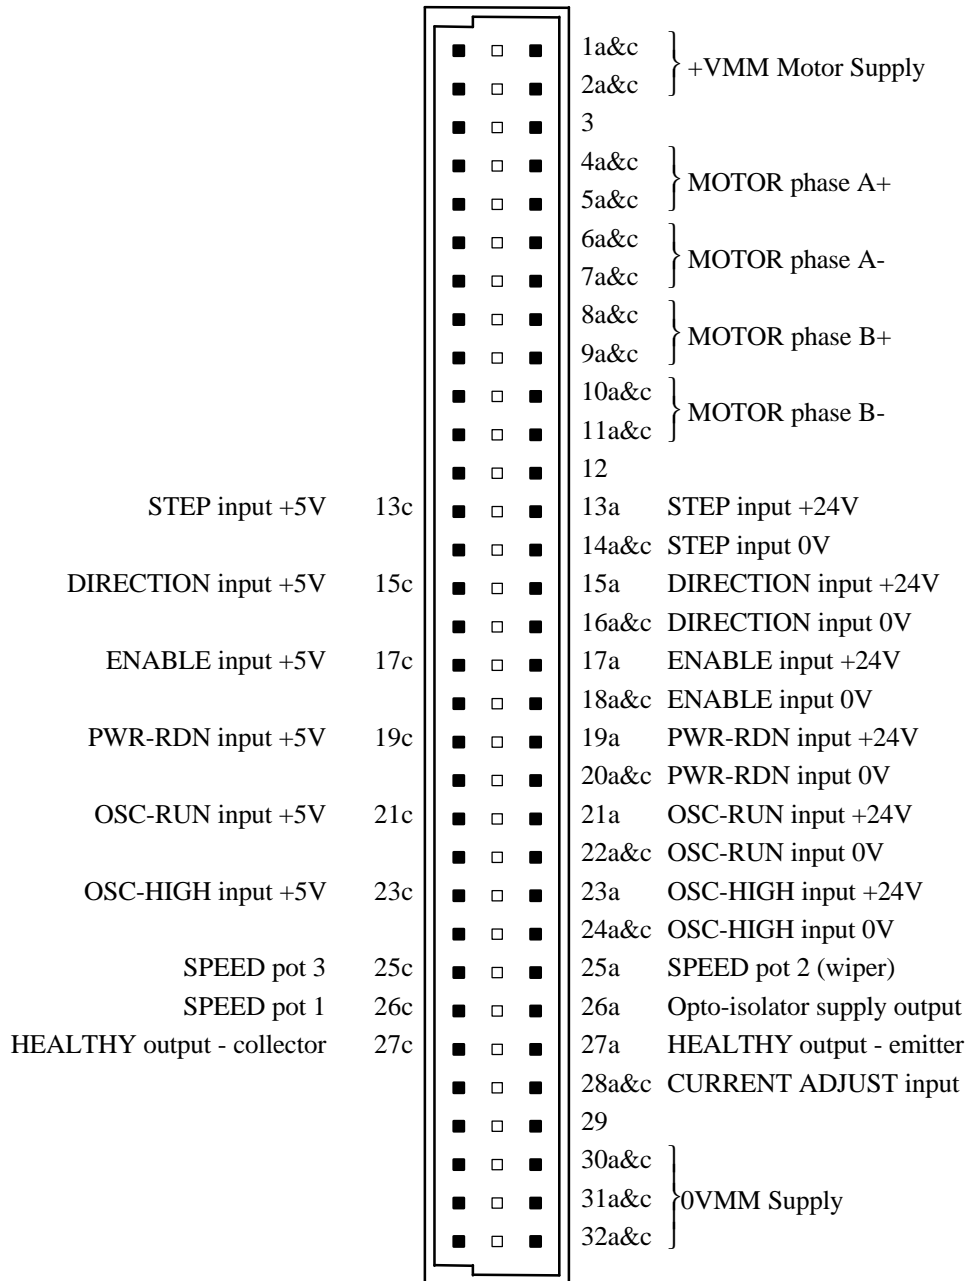 1a&c
+VMM Motor Supply
2a&c
3
4a&c
MOTOR phase A+
5a&c
6a&c
MOTOR phase A-
7a&c
8a&c
MOTOR phase B+
9a&c
10a&c
MOTOR phase B-
11a&c
12
STEP input +5V 13c 13a STEP input +24V
14a&c STEP input 0V
DIRECTION input +5V 15c 15a DIRECTION input +24V
16a&c DIRECTION input 0V
ENABLE input +5V 17c 17a ENABLE input +24V
18a&c ENABLE input 0V
PWR-RDN input +5V 19c 19a PWR-RDN input +24V
20a&c PWR-RDN input 0V
OSC-RUN input +5V 21c 21a OSC-RUN input +24V
22a&c OSC-RUN input 0V
OSC-HIGH input +5V 23c 23a OSC-HIGH input +24V
24a&c OSC-HIGH input 0V
SPEED pot 3 25c 25a SPEED pot 2 (wiper)
SPEED pot 1 26c 26a Opto-isolator supply output
HEALTHY output - collector 27c 27a HEALTHY output - emitter
28a&c CURRENT ADJUST input
29
30a&c
31a&c 0VMM Supply
32a&c